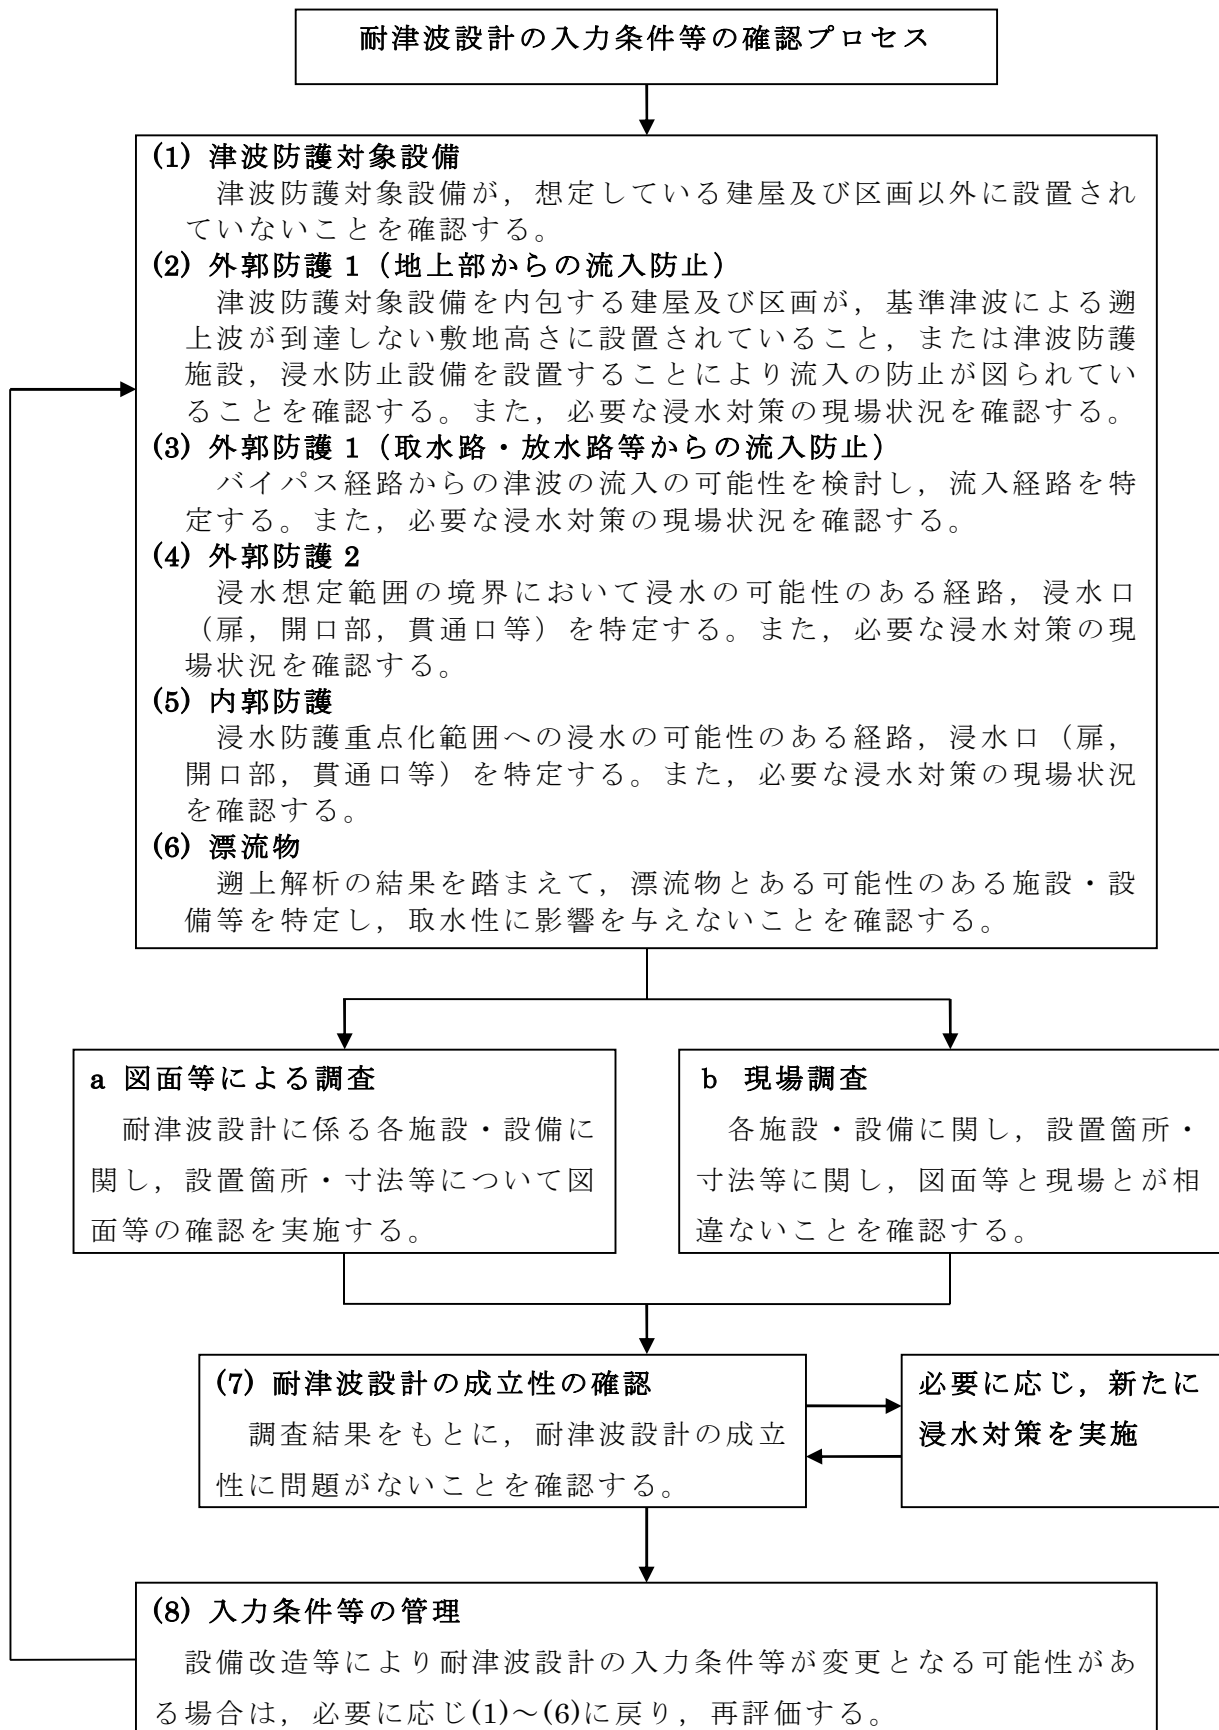 耐津波設計の入力条件等の確認プロセス
(1) 津波防護対象設備
津波防護対象設備が，想定している建屋及び区画以外に設置され
ていないことを確認する。
(2) 外郭防護 1（地上部からの流入防止）
津波防護対象設備を内包する建屋及び区画が，基準津波による遡
上波が到達しない敷地高さに設置されていること，または津波防護
施設，浸水防止設備を設置することにより流入の防止が図られてい
ることを確認する。また，必要な浸水対策の現場状況を確認する。
(3) 外郭防護 1（取水路・放水路等からの流入防止）
バイパス経路からの津波の流入の可能性を検討し，流入経路を特
定する。また，必要な浸水対策の現場状況を確認する。
(4) 外郭防護 2
浸水想定範囲の境界において浸水の可能性のある経路，浸水口
（扉，開口部，貫通口等）を特定する。また，必要な浸水対策の現
場状況を確認する。
(5) 内郭防護
浸水防護重点化範囲への浸水の可能性のある経路，浸水口（扉，
開口部，貫通口等）を特定する。また，必要な浸水対策の現場状況
を確認する。
(6) 漂流物
遡上解析の結果を踏まえて，漂流物とある可能性のある施設・設
備等を特定し，取水性に影響を与えないことを確認する。
a 図面等による調査
耐津波設計に係る各施設・設備に
関し，設置箇所・寸法等について図
面等の確認を実施する。
b 現場調査
各施設・設備に関し，設置箇所・
寸法等に関し，図面等と現場とが相
違ないことを確認する。
(7) 耐津波設計の成立性の確認
調査結果をもとに，耐津波設計の成立
性に問題がないことを確認する。
必要に応じ，新たに
浸水対策を実施
(8) 入力条件等の管理
設備改造等により耐津波設計の入力条件等が変更となる可能性があ
る場合は，必要に応じ(1)～(6)に戻り，再評価する。